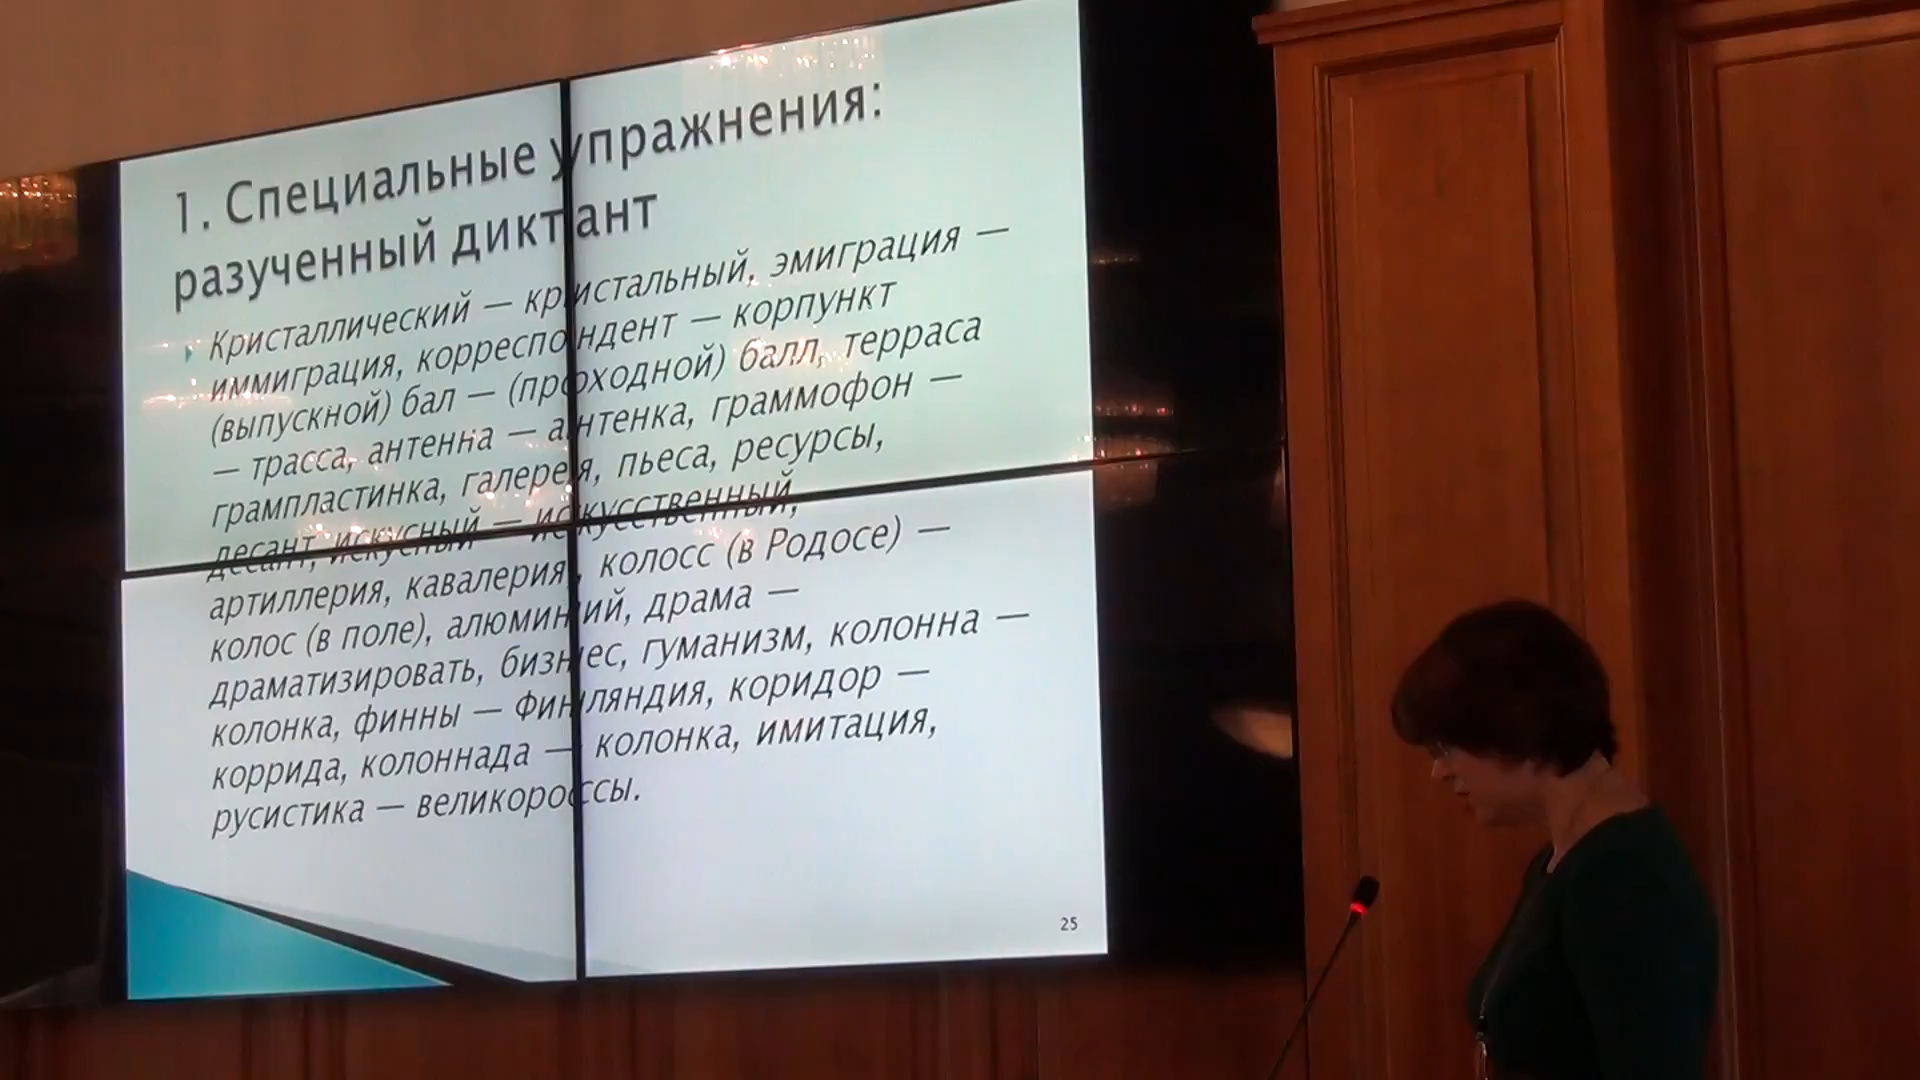 1. Специальные упражнения:
разученный диктант
Кристаллический — кристальный, эмиграция —
иммиграция, корреспондент — корпункт
(выпускной) бал — (проходной) балл, терраса
— трасса, антенна — антенка, граммофон —
грампластинка, галерея, пьеса, ресурсы,
десант, искусный — искусственный,
артиллерия, кавалерия, колосс (в Родосе) —
колос (в поле), алюминий, драма —
драматизировать, бизнес, гуманизм, колонна —
колонка, финны — Финляндия, коридор —
коррида, колоннада — колонка, имитация,
русистика — великороссы.
25